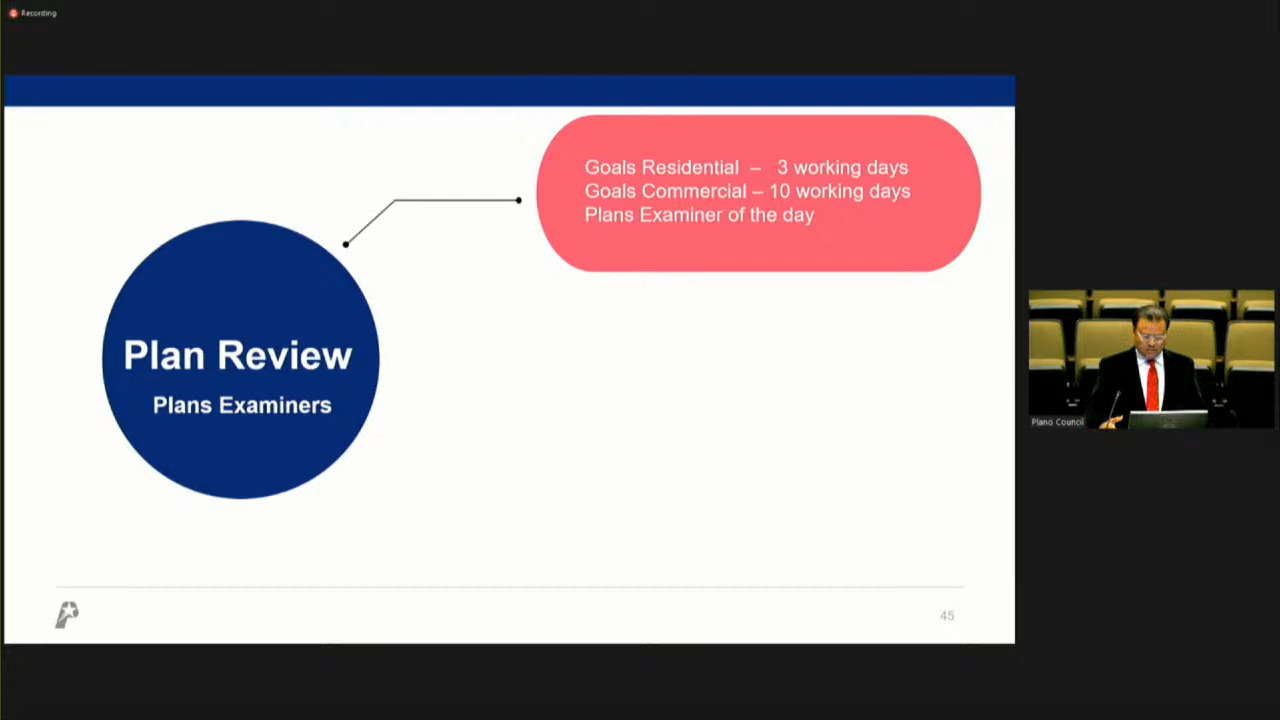 Recording
Goals Residential – 3 working days
Goals Commercial – 10 working days
Plans Examiner of the day
Plan Review
Plans Examiners
Plano Council
45